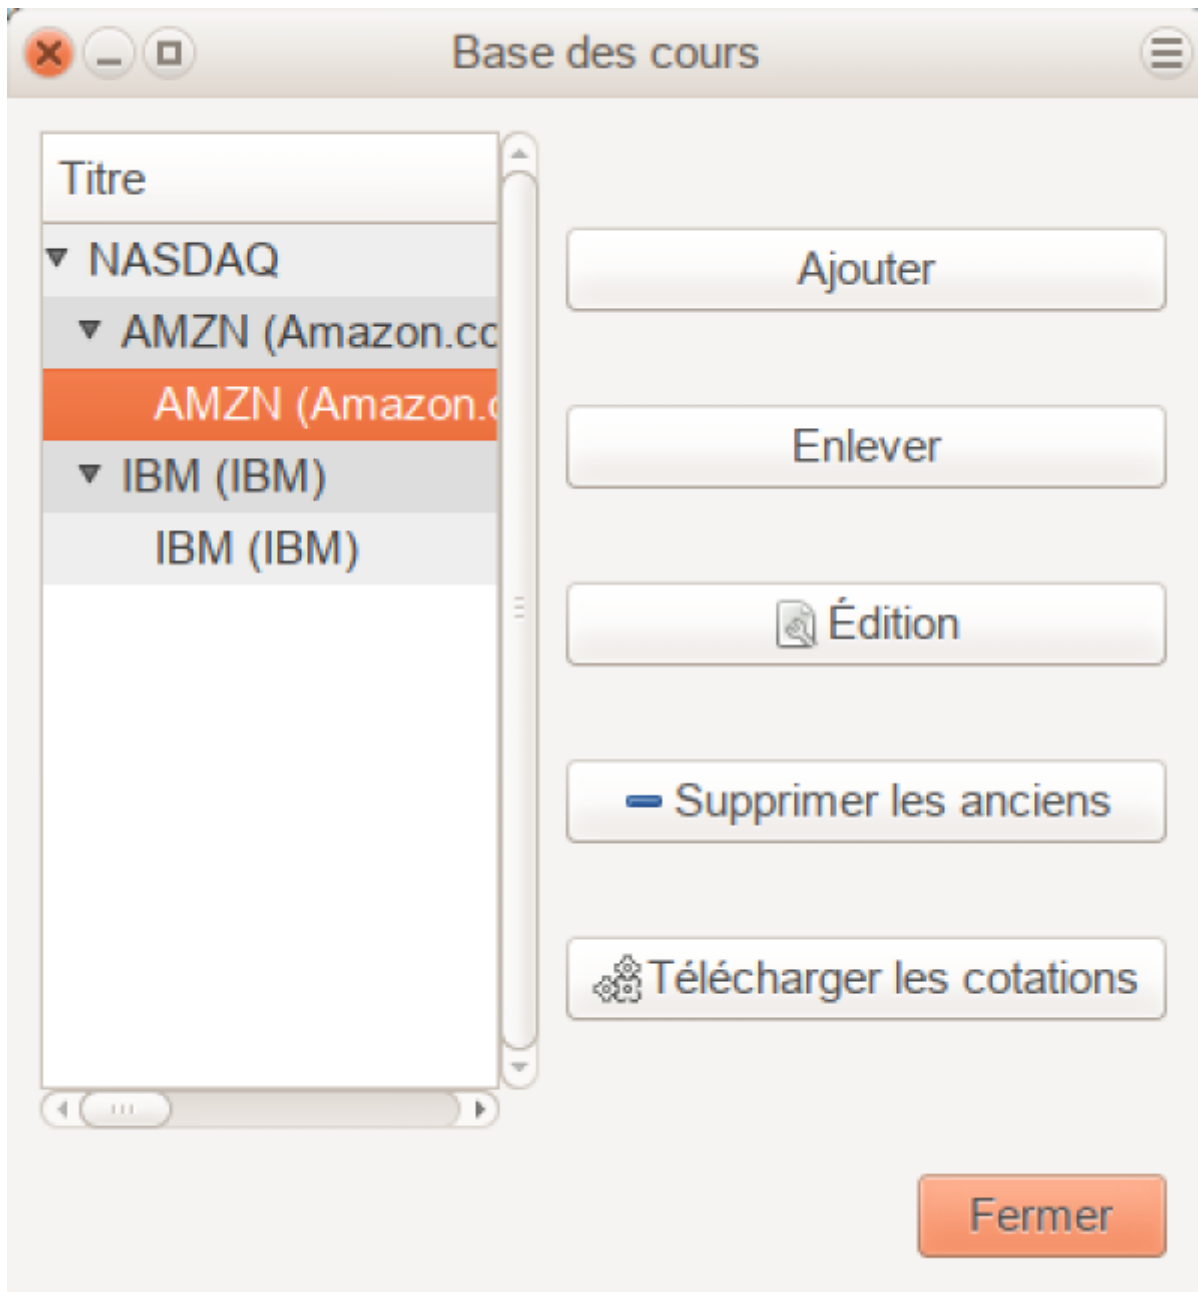 Base des cours
Titre
NASDAQ
AMZN (Amazon.cc
AMZN (Amazon.
IBM (IBM)
IBM (IBM)
Ajouter
Enlever
Édition
Supprimer les anciens
Télécharger les cotations
Fermer